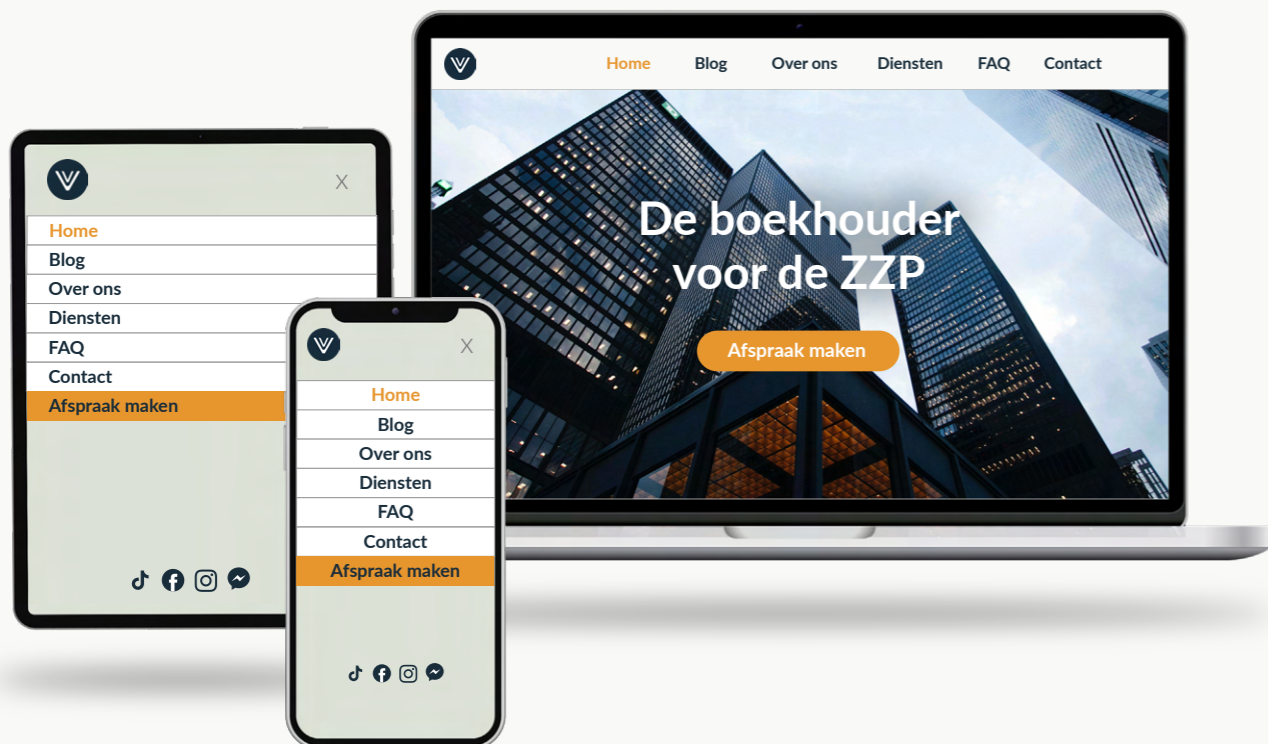 Home Blog Over ons Diensten FAQ Contact
De boekhouder
voor de ZZP
Afspraak maken
X
Home
Blog
Over ons
Diensten
FAQ
Contact
Afspraak maken
X
Home
Blog
Over ons
Diensten
FAQ
Contact
Afspraak maken